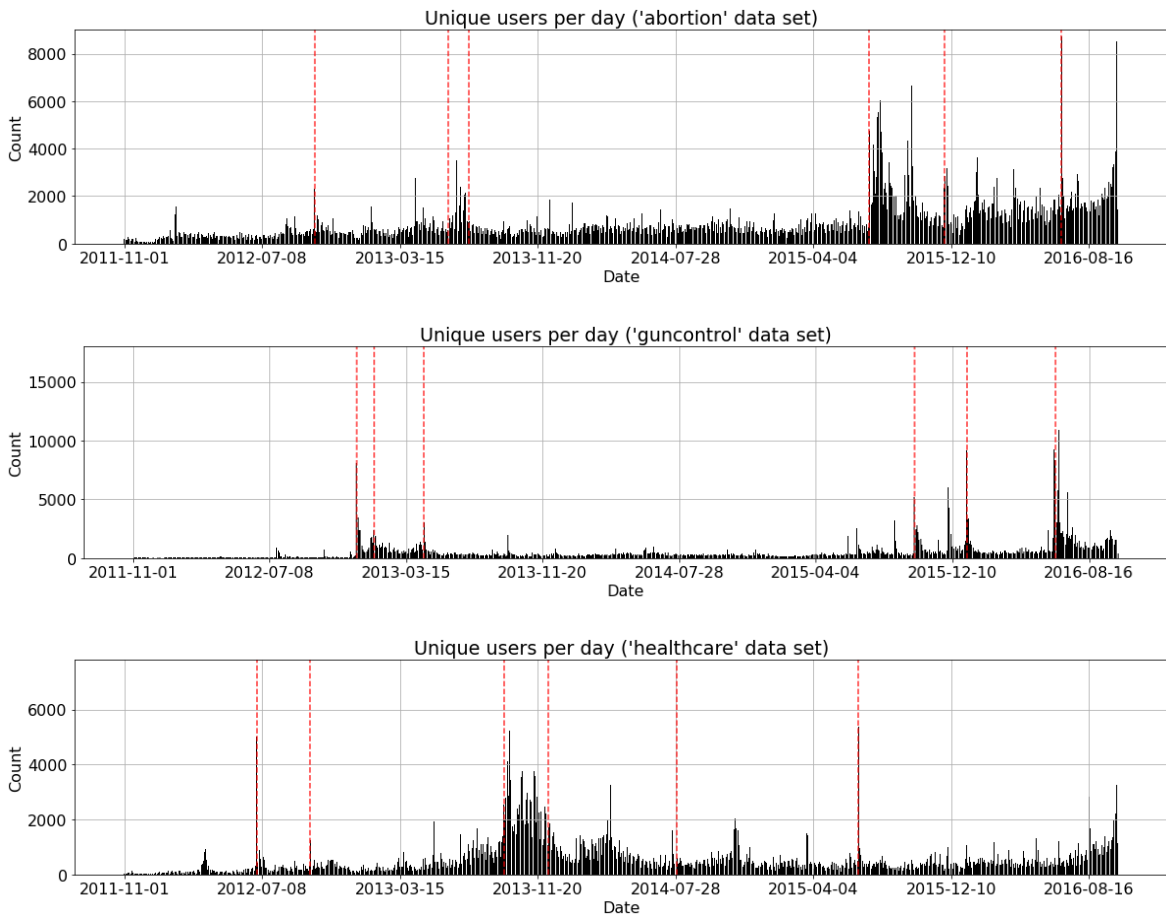 Unique users per day ('abortion' data set)
8000
6000
4000
2000
0
Count
2011-11-01 2012-07-08 2013-03-15 2013-11-20 2014-07-28 2015-04-04 2015-12-10 2016-08-16
Date
Unique users per day ('guncontrol' data set)
15000
10000
5000
0
Count
2011-11-01 2012-07-08 2013-03-15 2013-11-20 2014-07-28 2015-04-04 2015-12-10 2016-08-16
Date
Unique users per day ('healthcare' data set)
6000
4000
2000
0
Count
2011-11-01 2012-07-08 2013-03-15 2013-11-20 2014-07-28 2015-04-04 2015-12-10 2016-08-16
Date